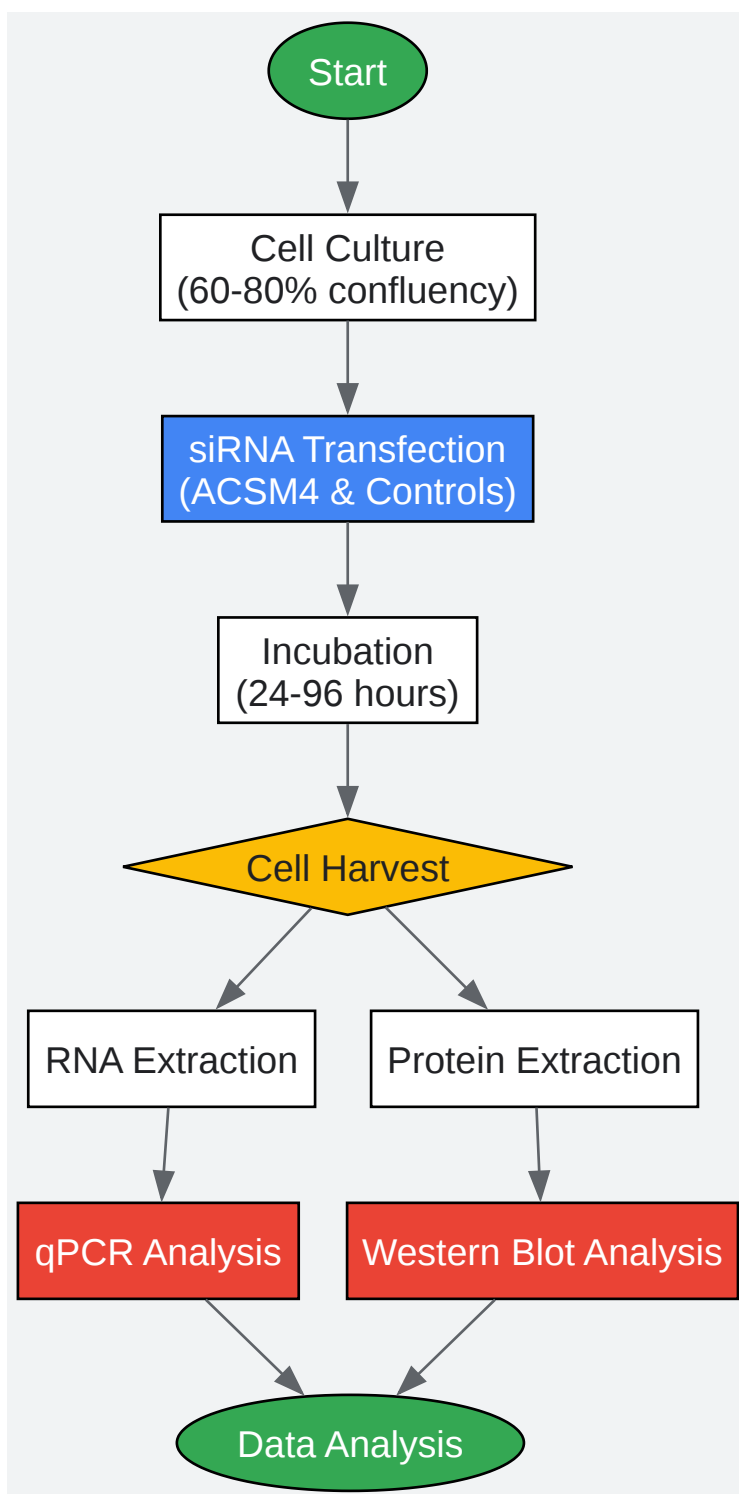 Start
Cell Culture
(60-80% confluency)
siRNA Transfection
(ACSM4 & Controls)
Incubation
(24-96 hours)
Cell Harvest
RNA Extraction
Protein Extraction
qPCR Analysis
Western Blot Analysis
Data Analysis